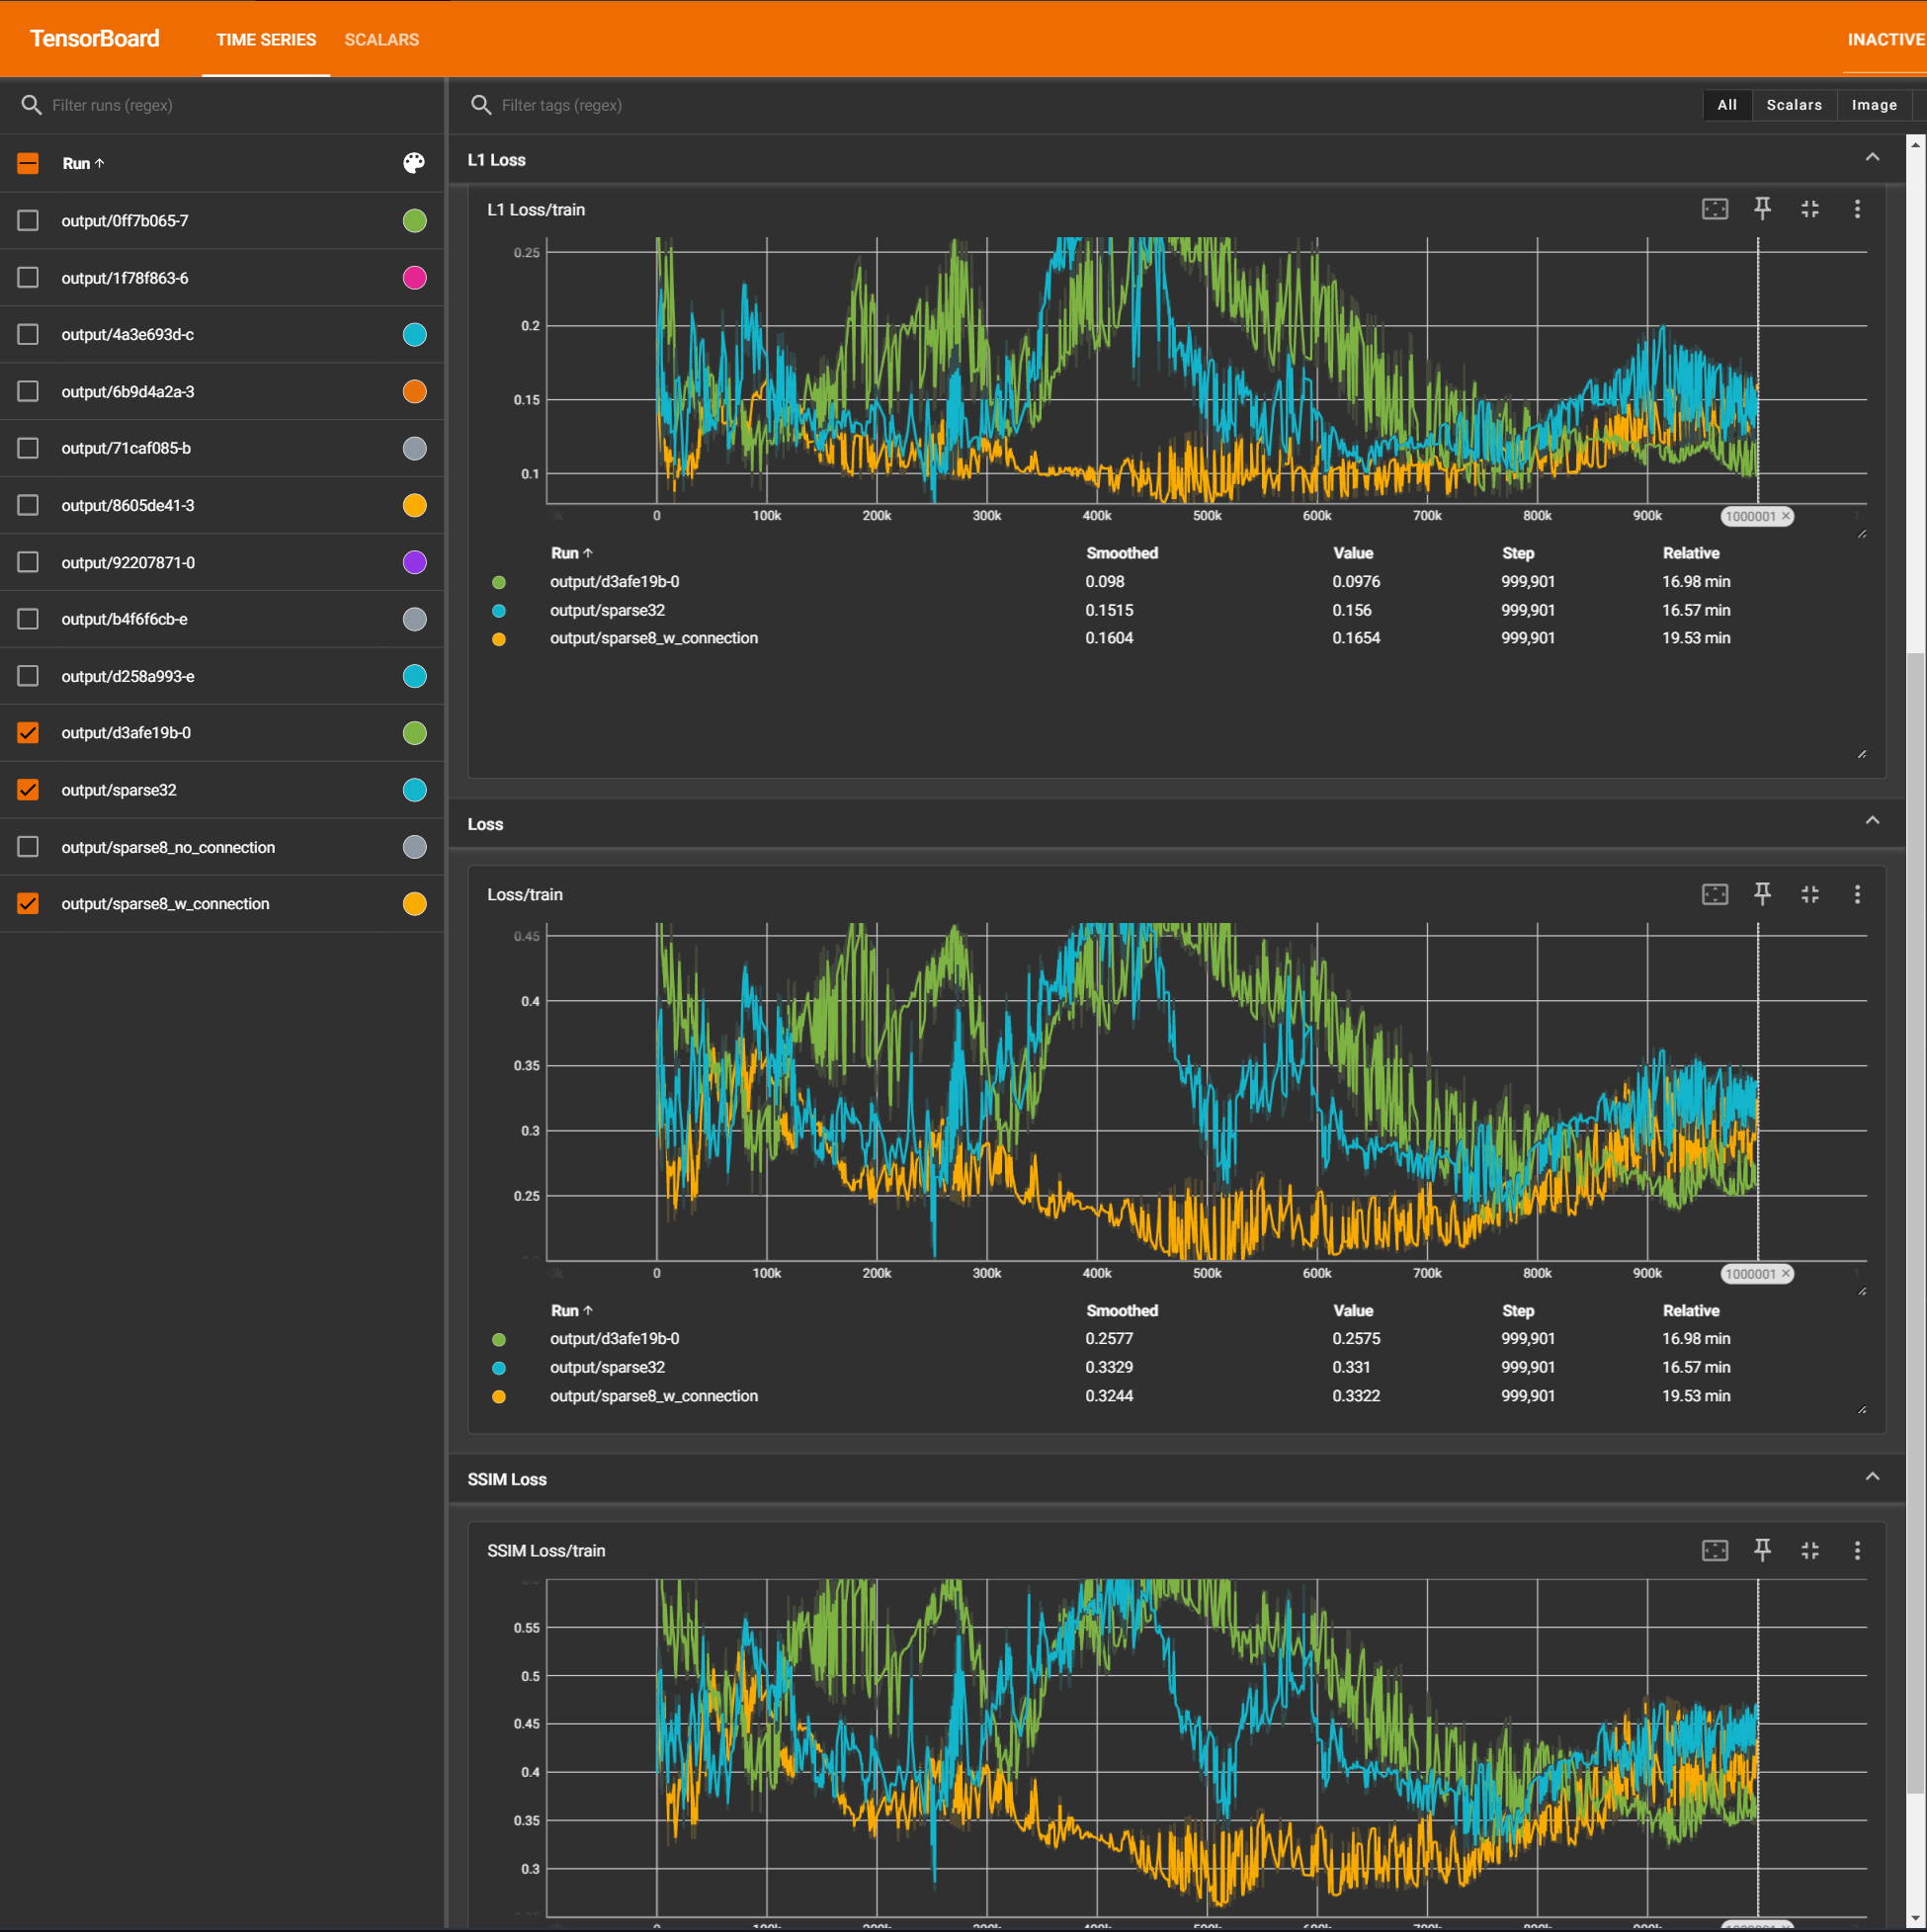 TensorBoard TIME SERIES SCALARS INACTIVE
Filter runs (regex)
Run ↑
output/0ff7b065-7
output/1f78f863-6
output/4a3e693d-c
output/6b9d4a2a-3
output/71caf085-b
output/8605de41-3
output/92207871-0
output/b4f6f6cb-e
output/d258a993-e
output/d3afe19b-0
output/sparse32
output/sparse8_no_connection
output/sparse8_w_connection
Filter tags (regex) All Scalars Image
L1 Loss
L1 Loss/train
0.25
0.2
0.15
0.1
0 100k 200k 300k 400k 500k 600k 700k 800k 900k 1000001 ×
Run ↑ Smoothed Value Step Relative
output/d3afe19b-0 0.098 0.0976 999,901 16.98 min
output/sparse32 0.1515 0.156 999,901 16.57 min
output/sparse8_w_connection 0.1604 0.1654 999,901 19.53 min
Loss
Loss/train
0.45
0.4
0.35
0.3
0.25
0 100k 200k 300k 400k 500k 600k 700k 800k 900k 1000001 ×
Run ↑ Smoothed Value Step Relative
output/d3afe19b-0 0.2577 0.2575 999,901 16.98 min
output/sparse32 0.3329 0.331 999,901 16.57 min
output/sparse8_w_connection 0.3244 0.3322 999,901 19.53 min
SSIM Loss
SSIM Loss/train
0.55
0.5
0.45
0.4
0.35
0.3